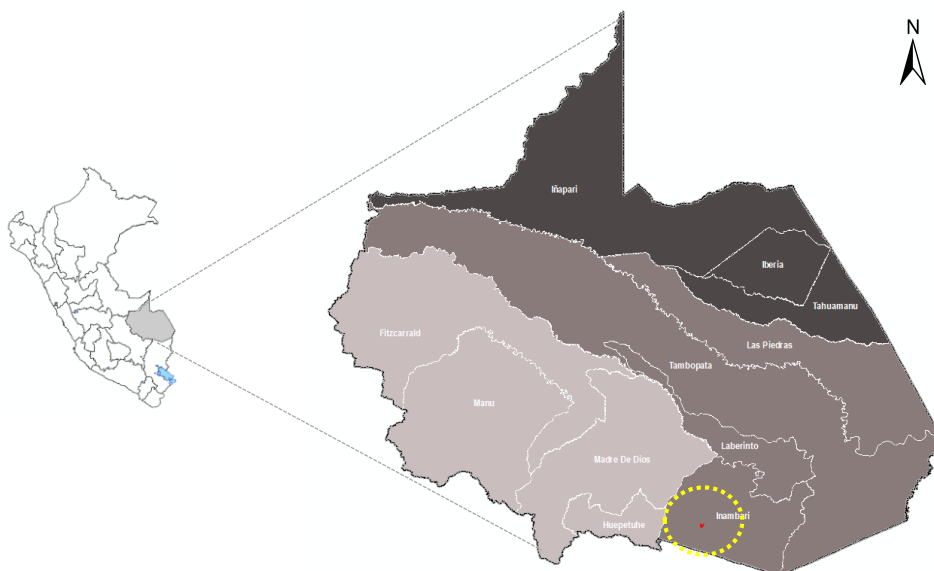 N
Iñapari
Iberia
Tahuamanu
Fitzcarrald
Las Piedras
Tambopata
Manu
Laberinto
Madre De Dios
Inambari
Huepetuhe